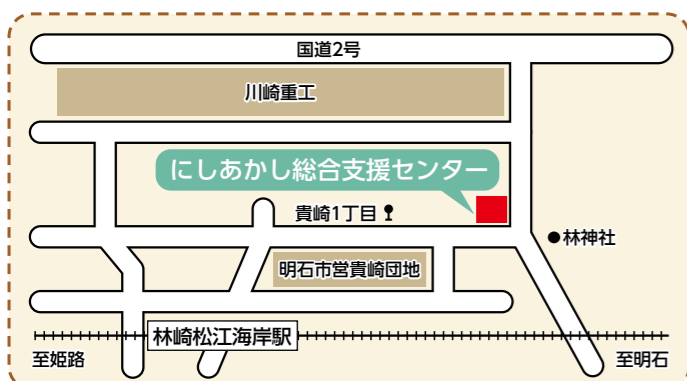 国道2号
川崎重工
にしあかし総合支援センター
貴崎1丁目
林神社
明石市営貴崎団地
林崎松江海岸駅
至姫路
至明石